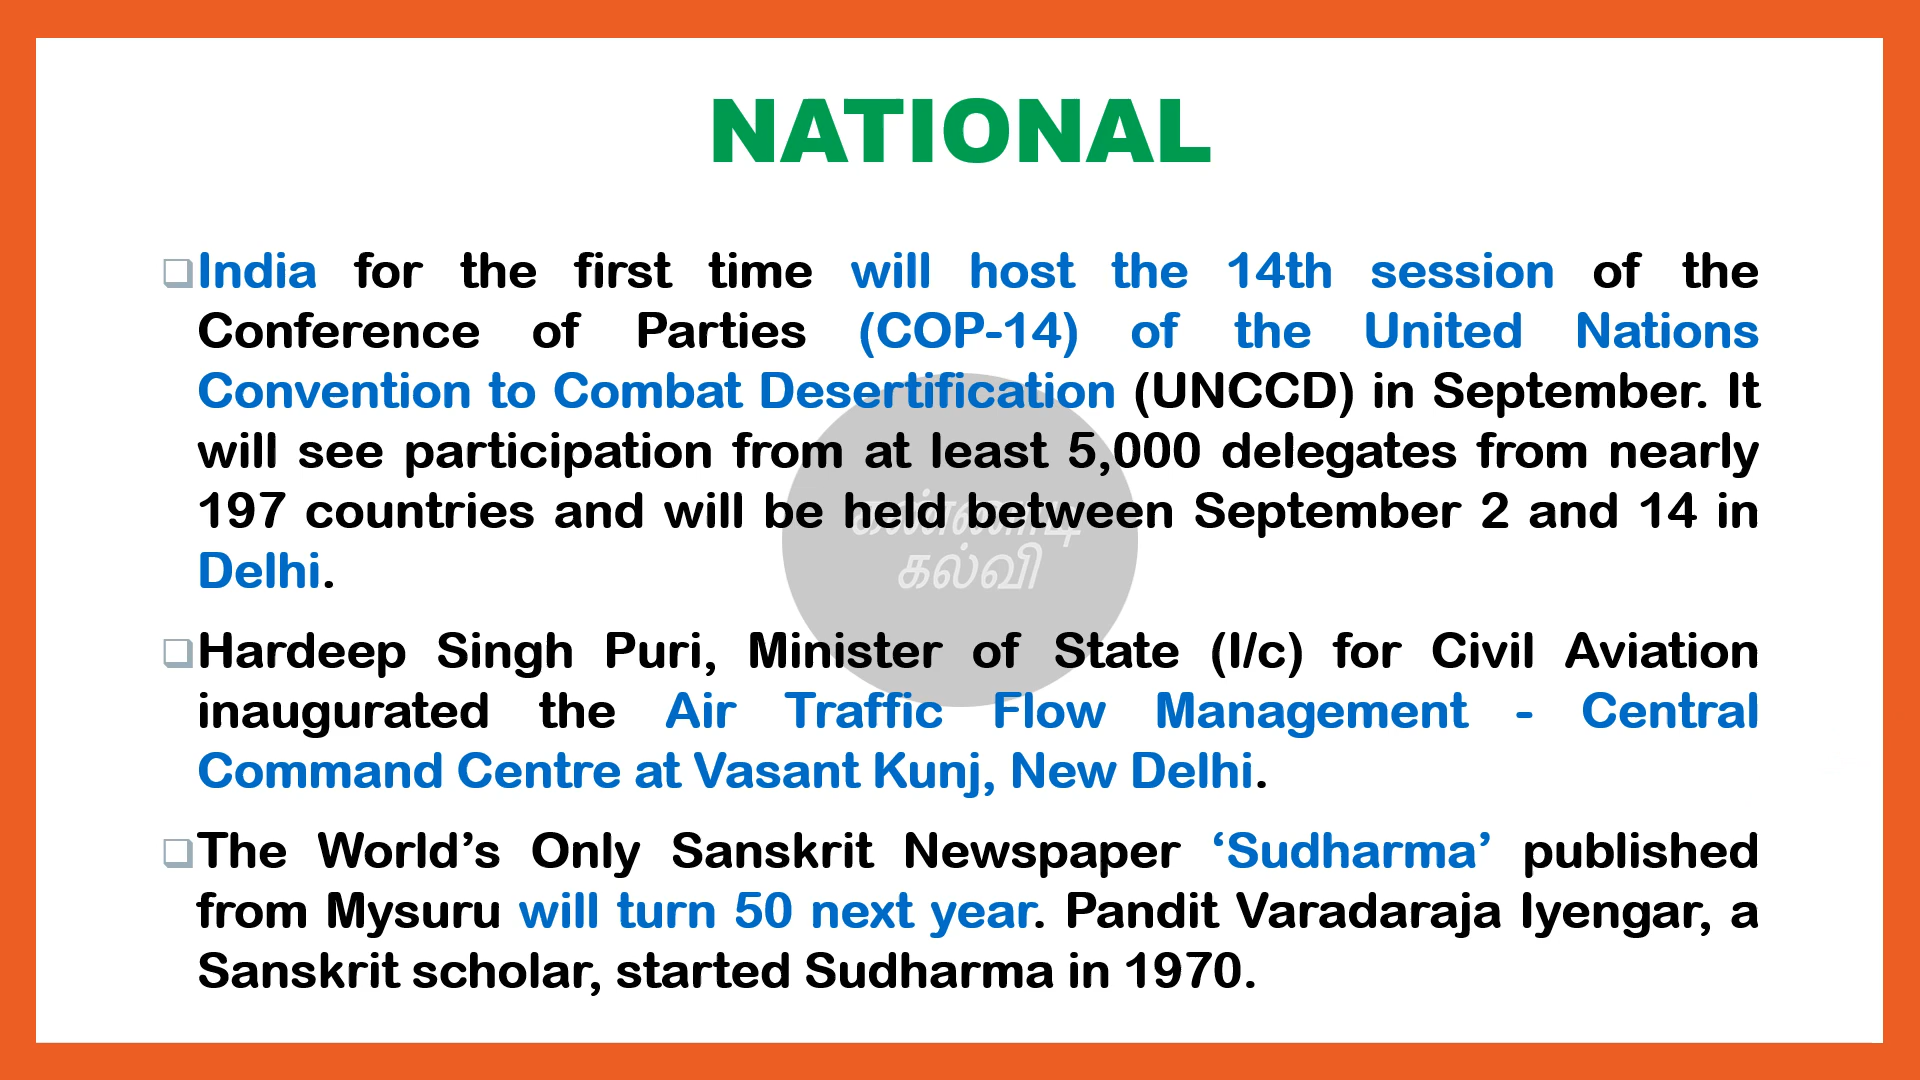 NATIONAL
India for the first time will host the 14th session of the
Conference of Parties (COP-14) of the United Nations
Convention to Combat Desertification (UNCCD) in September. It
will see participation from at least 5,000 delegates from nearly
197 countries and will be held between September 2 and 14 in
Delhi.
Hardeep Singh Puri, Minister of State (I/c) for Civil Aviation
inaugurated the Air Traffic Flow Management - Central
Command Centre at Vasant Kunj, New Delhi.
The World’s Only Sanskrit Newspaper ‘Sudharma’ published
from Mysuru will turn 50 next year. Pandit Varadaraja Iyengar, a
Sanskrit scholar, started Sudharma in 1970.
கல்வி